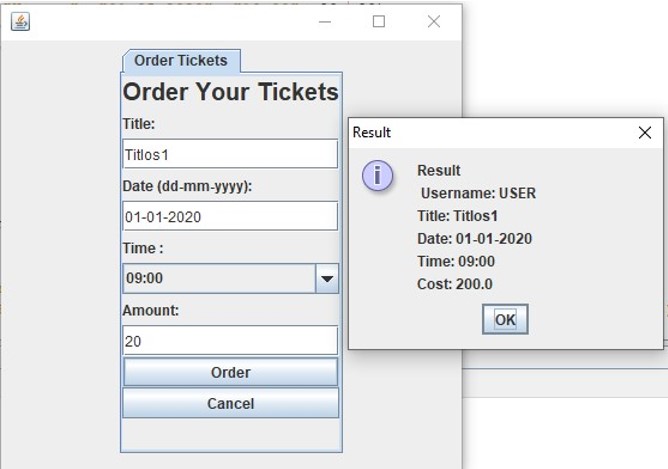 Order Tickets
Order Your Tickets
Title:
Titlos1
Date (dd-mm-yyyy):
01-01-2020
Time :
09:00
Amount:
20
Order
Cancel
Result
Result
Username: USER
Title: Titlos1
Date: 01-01-2020
Time: 09:00
Cost: 200.0
OK